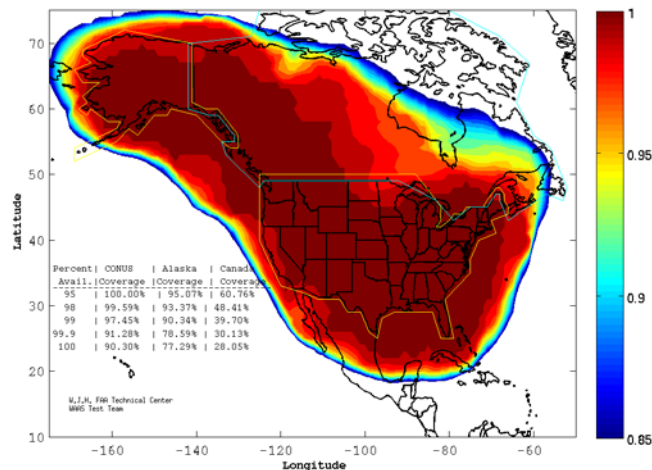 75
70
60
50
40
30
20
10
Latitude
Percent| CONUS | Alaska | Canada
Avail.|Coverage |Coverage | Coverage
95 | 100.00% | 95.07% | 60.76%
98 | 99.59% | 93.37% | 48.41%
99 | 97.45% | 90.34% | 39.70%
99.9 | 91.28% | 78.59% | 30.13%
100 | 90.30% | 77.29% | 28.05%
W.J.H. FAA Technical Center
WAAS Test Team
-160 -140 -120 -100 -80 -60
Longitude
1
0.95
0.9
0.85